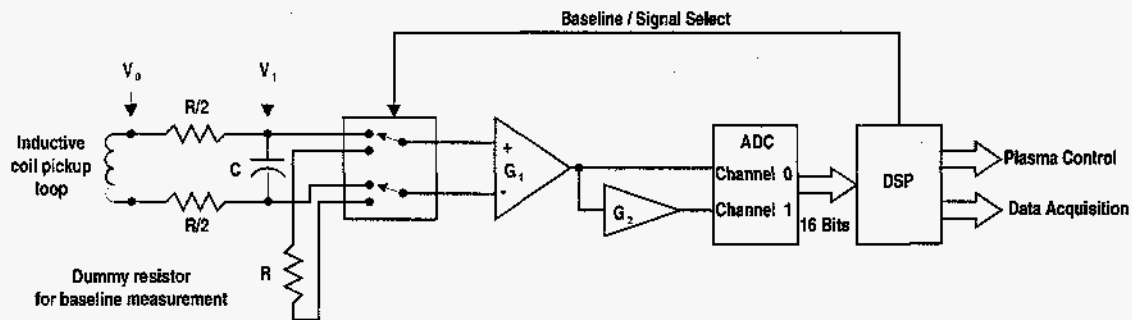 Baseline / Signal Select
V₀
V₁
R/2
Inductive
coil pickup
loop
C
R/2
+
G₁
-
G₂
ADC
Channel 0
Channel 1
16 Bits
DSP
Plasma Control
Data Acquisition
R
Dummy resistor
for baseline measurement